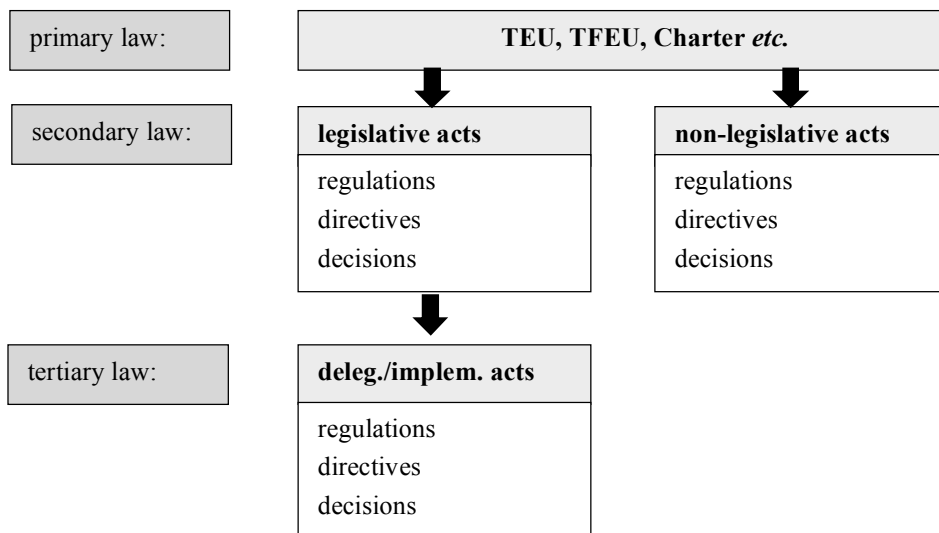 primary law:
TEU, TFEU, Charter etc.
secondary law:
legislative acts
regulations
directives
decisions
non-legislative acts
regulations
directives
decisions
tertiary law:
deleg./implem. acts
regulations
directives
decisions